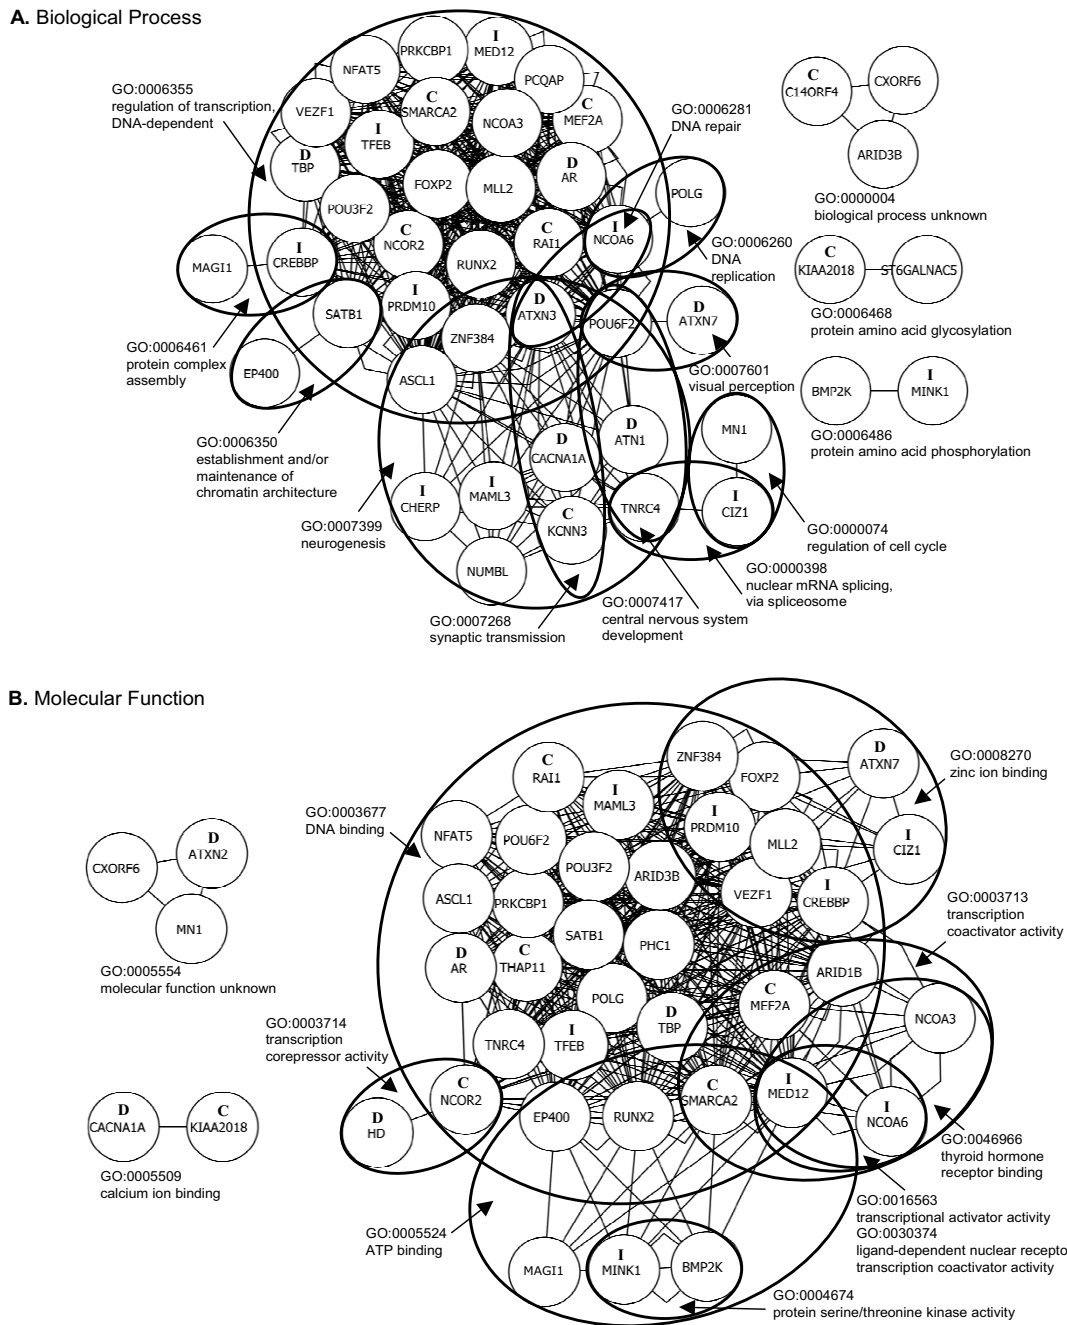 A. Biological Process
I
MED12
PRKCBP1
NFAT5
PCQAP
C
C14ORF4
CXORF6
GO:0006355
regulation of transcription,
DNA-dependent
VEZF1
C
SMARCA2
NCOA3
C
MEF2A
GO:0006281
DNA repair
I
TFEB
ARID3B
D
TBP
FOXP2
MLL2
D
AR
POLG
GO:0000004
biological process unknown
POU3F2
C
NCOR2
C
RAI1
I
NCOA6
GO:0006260
DNA
replication
MAGI1
I
CREBBP
RUNX2
C
KIAA2018
ST6GALNAC5
I
PRDM10
D
ATXN3
SATB1
ZNF384
POU6F2
D
ATXN7
GO:0006468
protein amino acid glycosylation
GO:0006461
protein complex
assembly
EP400
ASCL1
GO:0007601
visual perception
BMP2K
I
MINK1
GO:0006350
establishment and/or
maintenance of
chromatin architecture
D
CACNA1A
D
ATN1
MN1
GO:0006486
protein amino acid phosphorylation
I
CHERP
I
MAML3
C
KCNN3
TNRC4
I
CIZ1
GO:0007399
neurogenesis
GO:0000074
regulation of cell cycle
NUMBL
GO:0000398
nuclear mRNA splicing,
via spliceosome
GO:0007268
synaptic transmission
GO:0007417
central nervous system
development
B. Molecular Function
ZNF384
FOXP2
D
ATXN7
GO:0008270
zinc ion binding
C
RAI1
I
MAML3
GO:0003677
DNA binding
NFAT5
POU6F2
I
PRDM10
MLL2
I
CIZ1
CXORF6
D
ATXN2
MN1
GO:0005554
molecular function unknown
POU3F2
ARID3B
VEZF1
I
CREBBP
GO:0003713
transcription
coactivator activity
ASCL1
PRKCBP1
SATB1
PHC1
D
AR
C
THAP11
ARID1B
POLG
D
TBP
C
MEF2A
NCOA3
GO:0003714
transcription
corepressor activity
TNRC4
I
TFEB
C
NCOR2
D
HD
EP400
RUNX2
C
SMARCA2
I
MED12
I
NCOA6
D
CACNA1A
C
KIAA2018
GO:0005509
calcium ion binding
GO:0046966
thyroid hormone
receptor binding
GO:0016563
transcriptional activator activity
GO:0030374
ligand-dependent nuclear recepto
transcription coactivator activity
GO:0005524
ATP binding
MAGI1
I
MINK1
BMP2K
GO:0004674
protein serine/threonine kinase activity